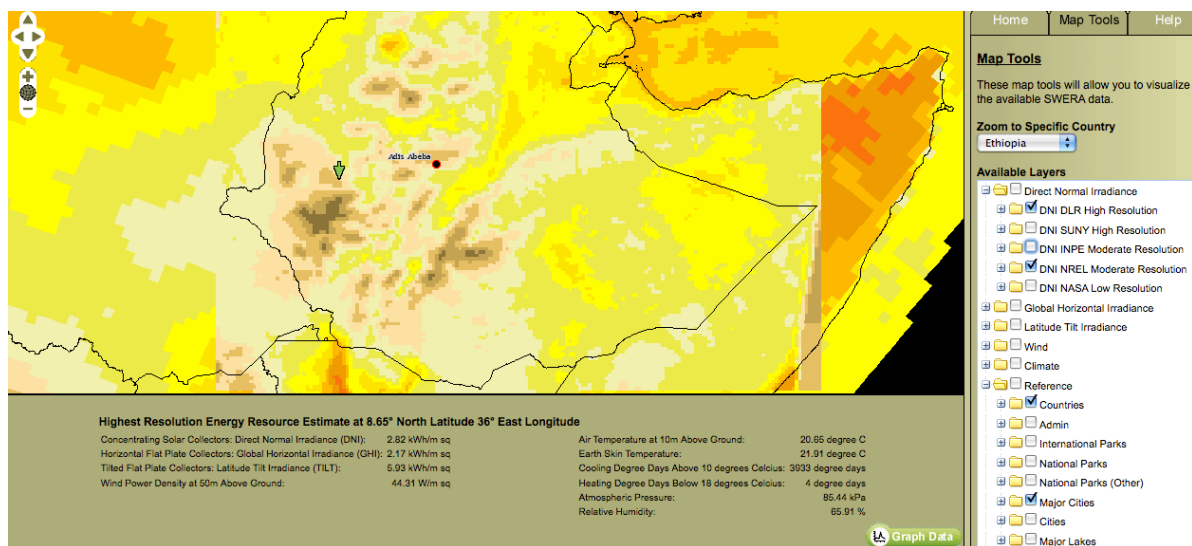 Home Map Tools Help
Map Tools
These map tools will allow you to visualize
the available SWERA data.
Zoom to Specific Country
Ethiopia
Available Layers
Direct Normal Irradiance
DNI DLR High Resolution
DNI SUNY High Resolution
DNI INPE Moderate Resolution
DNI NREL Moderate Resolution
DNI NASA Low Resolution
Global Horizontal Irradiance
Latitude Tilt Irradiance
Wind
Climate
Reference
Countries
Admin
International Parks
National Parks
National Parks (Other)
Major Cities
Cities
Major Lakes
Adis Abeba
Highest Resolution Energy Resource Estimate at 8.65° North Latitude 36° East Longitude
Concentrating Solar Collectors: Direct Normal Irradiance (DNI): 2.82 kWh/m sq
Horizontal Flat Plate Collectors: Global Horizontal Irradiance (GHI): 2.17 kWh/m sq
Tilted Flat Plate Collectors: Latitude Tilt Irradiance (TILT): 5.93 kWh/m sq
Wind Power Density at 50m Above Ground: 44.31 W/m sq
Air Temperature at 10m Above Ground: 20.65 degree C
Earth Skin Temperature: 21.91 degree C
Cooling Degree Days Above 10 degrees Celcius: 3933 degree days
Heating Degree Days Below 18 degrees Celcius: 4 degree days
Atmospheric Pressure: 85.44 kPa
Relative Humidity: 65.91 %
Graph Data